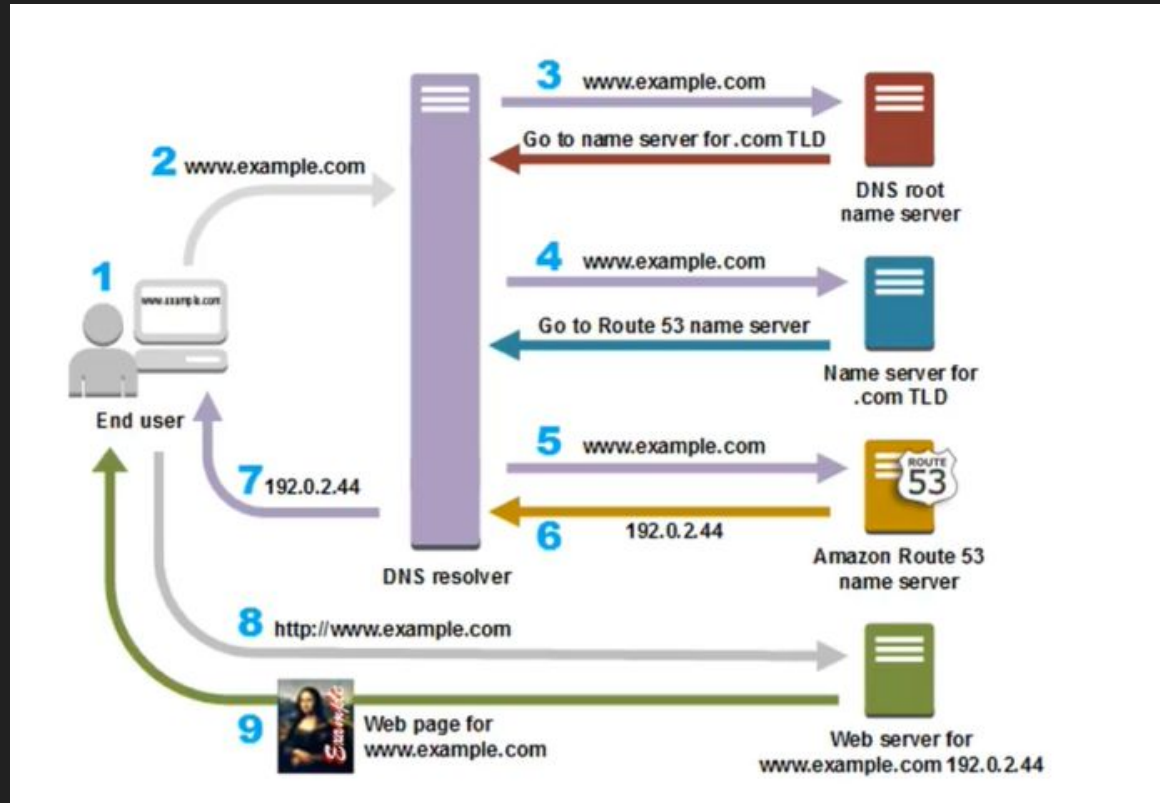 3 www.example.com
Go to name server for .com TLD
DNS root
name server
2 www.example.com
1
www.example.com
End user
4 www.example.com
Go to Route 53 name server
Name server for
.com TLD
5 www.example.com
ROUTE
53
6 192.0.2.44
Amazon Route 53
name server
7 192.0.2.44
DNS resolver
8 http://www.example.com
9 Example
Web page for
www.example.com
Web server for
www.example.com 192.0.2.44